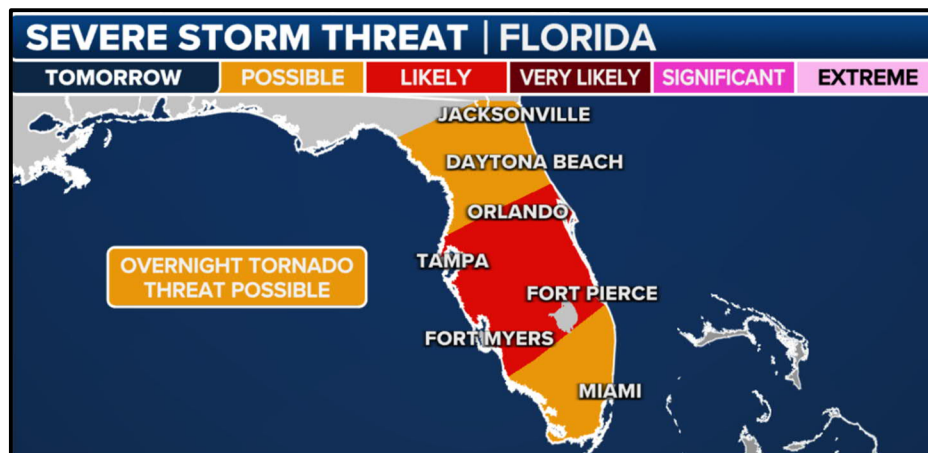 SEVERE STORM THREAT | FLORIDA
TOMORROW POSSIBLE LIKELY VERY LIKELY SIGNIFICANT EXTREME
JACKSONVILLE
DAYTONA BEACH
ORLANDO
TAMPA
OVERNIGHT TORNADO
THREAT POSSIBLE
FORT PIERCE
FORT MYERS
MIAMI